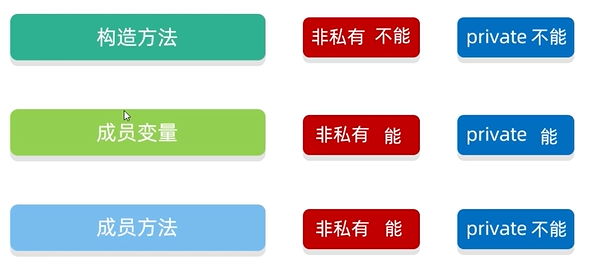 构造方法 非私有 不能 private 不能
成员变量 非私有 能 private 能
成员方法 非私有 能 private 不能